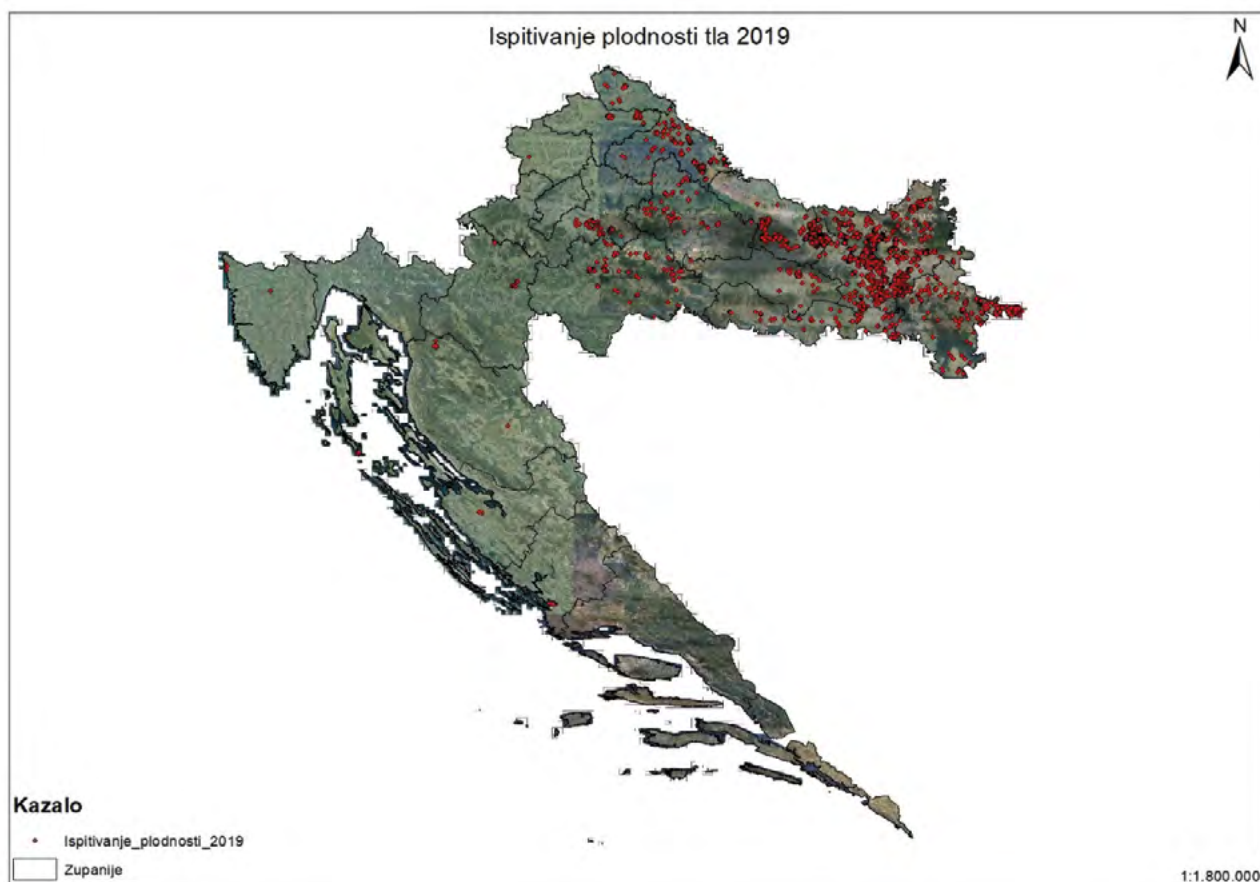 Ispitivanje plodnosti tla 2019
N
Kazalo
Ispitivanje_plodnosti_2019
Zupanije
1:1.800.000